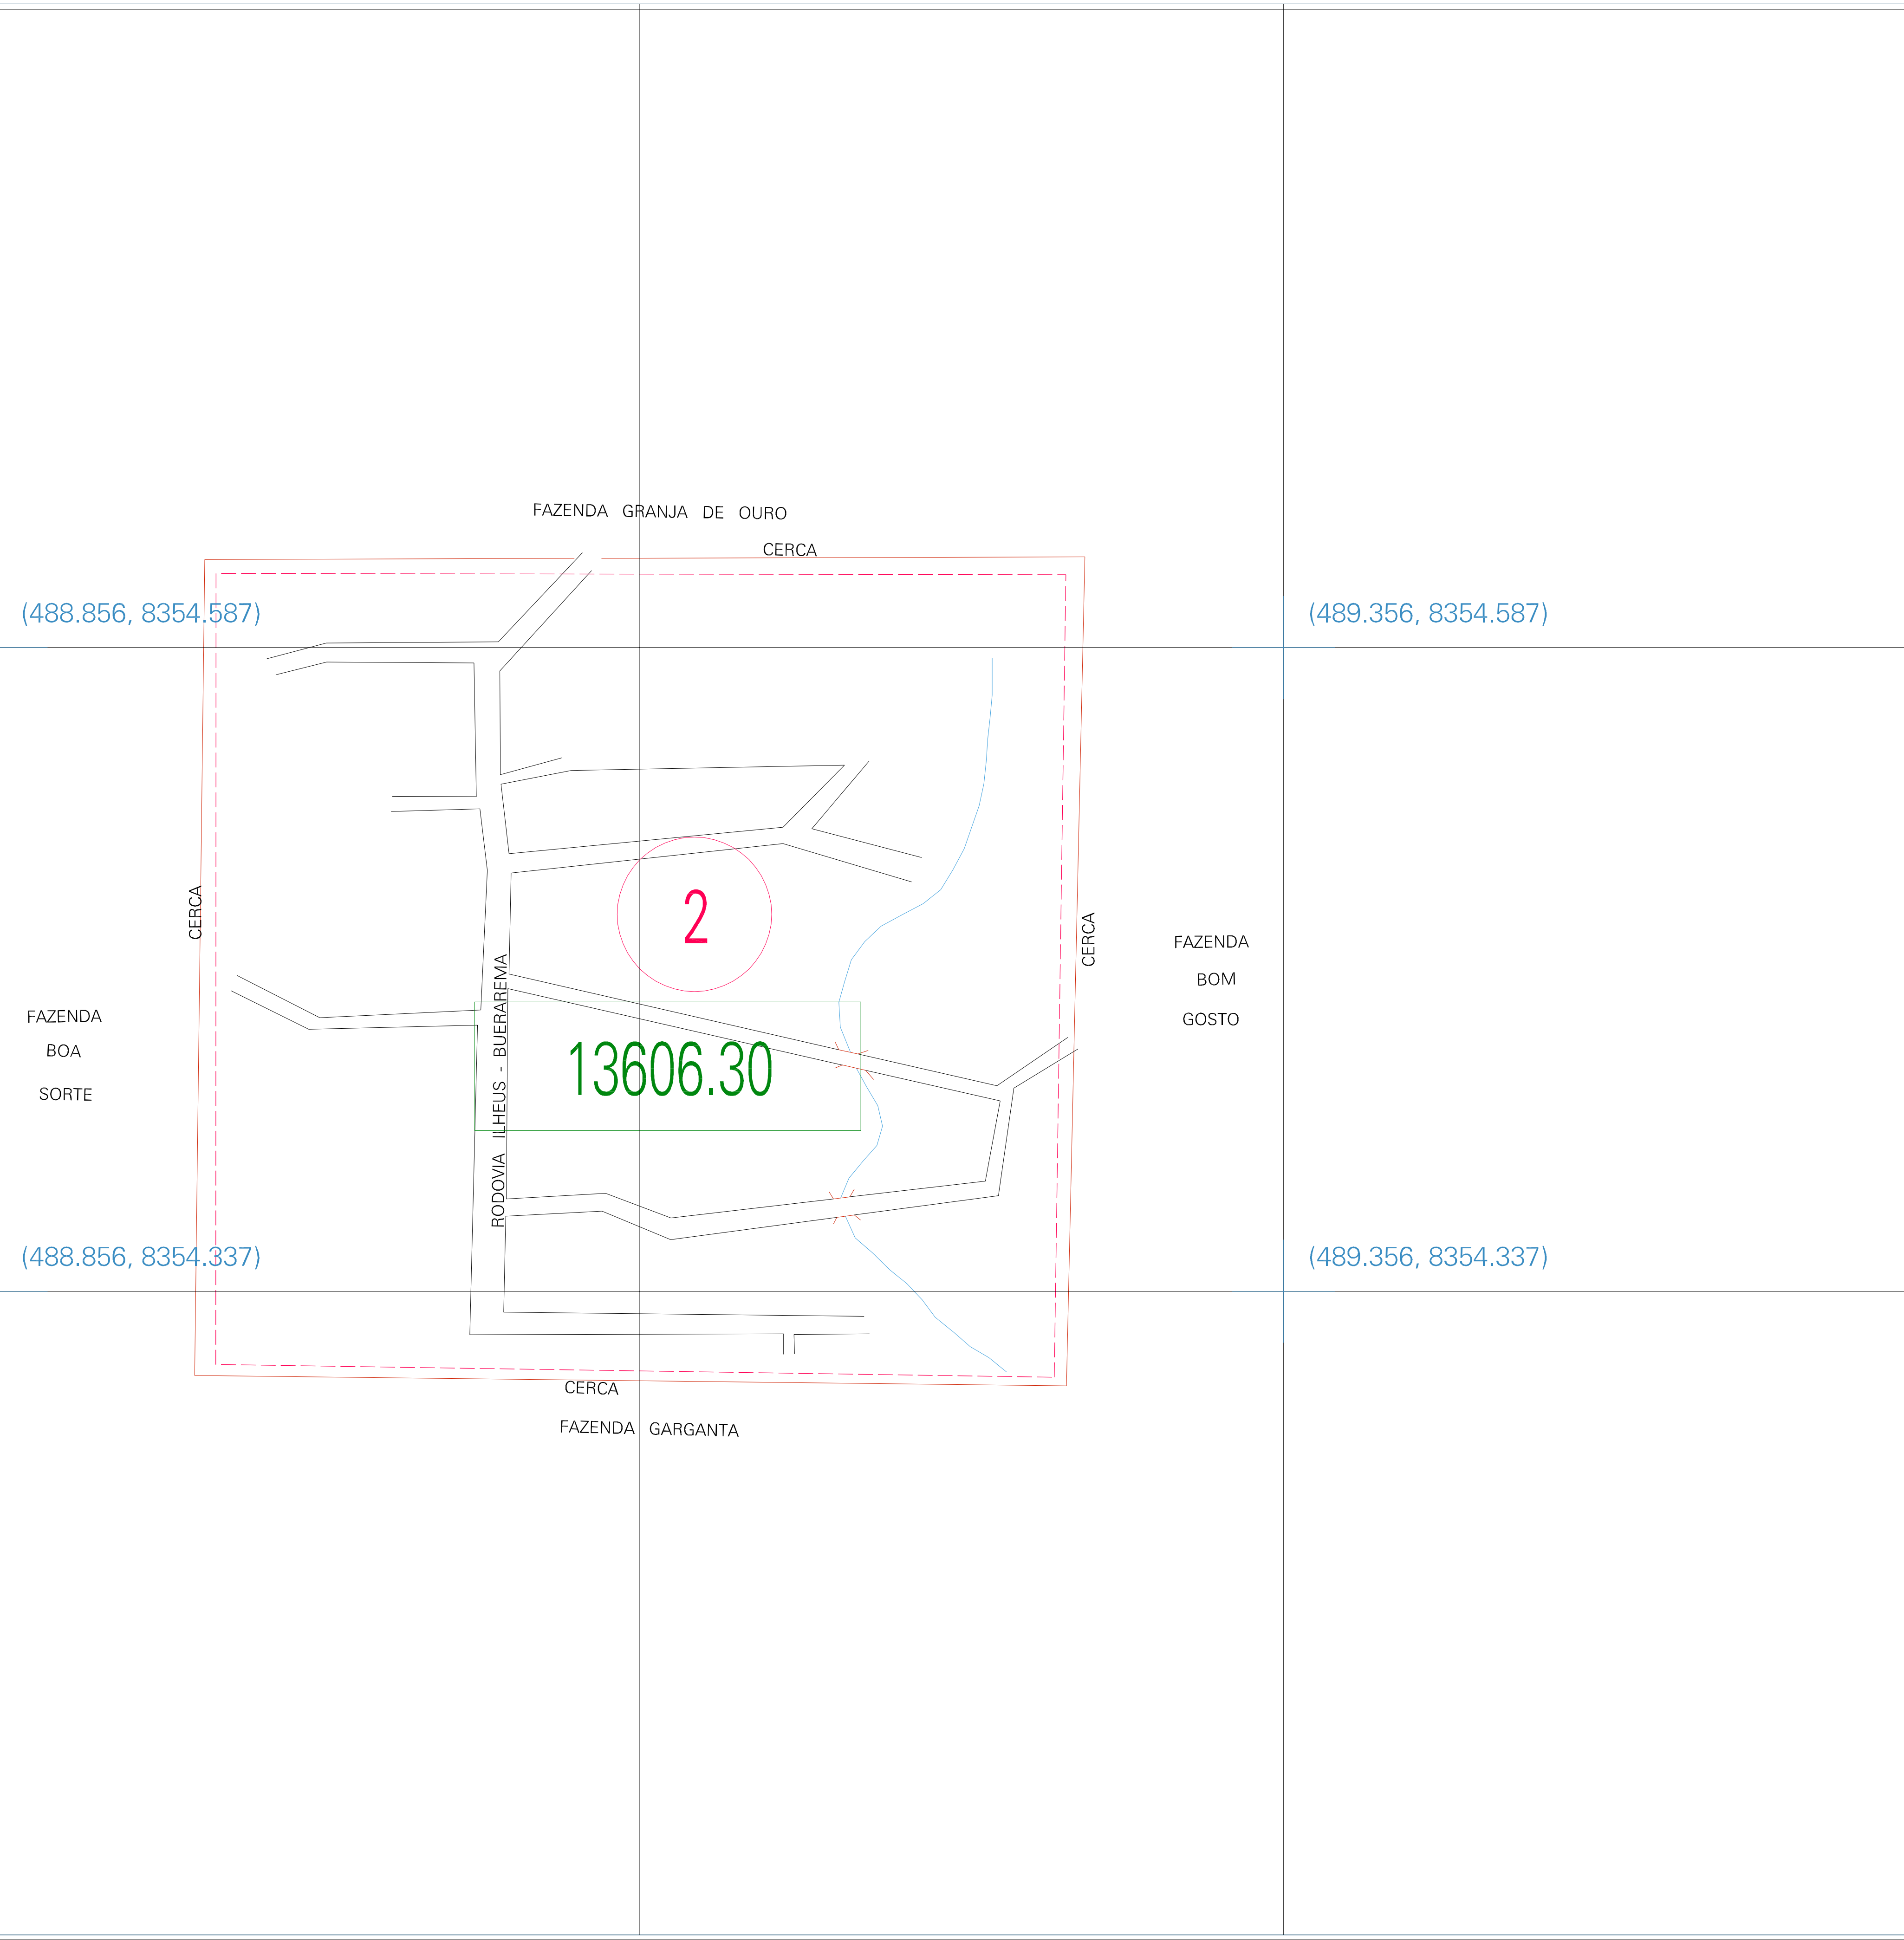 FAZENDA GRANJA DE OURO
CERCA
(488.856, 8354.587)
(489.356, 8354.587)
CERCA
2
CERCA
FAZENDA
BOM
GOSTO
FAZENDA
BOA
SORTE
RODOVIA ILHEUS - BUERAREMA
13606.30
(488.856, 8354.337)
(489.356, 8354.337)
CERCA
FAZENDA GARGANTA